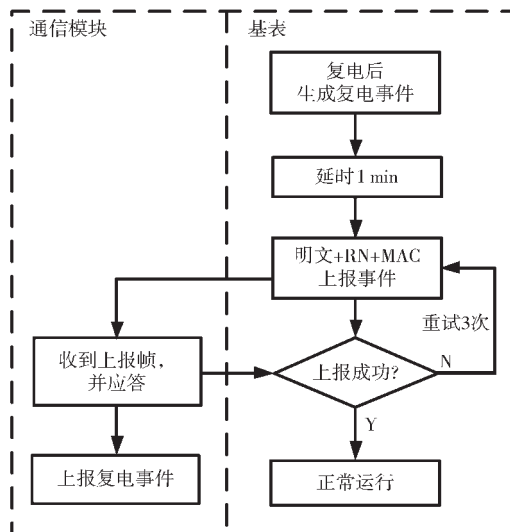 通信模块
基表
复电后
生成复电事件
延时1 min
明文+RN+MAC
上报事件
重试3次
收到上报帧，
并应答
上报成功?
N
Y
上报复电事件
正常运行